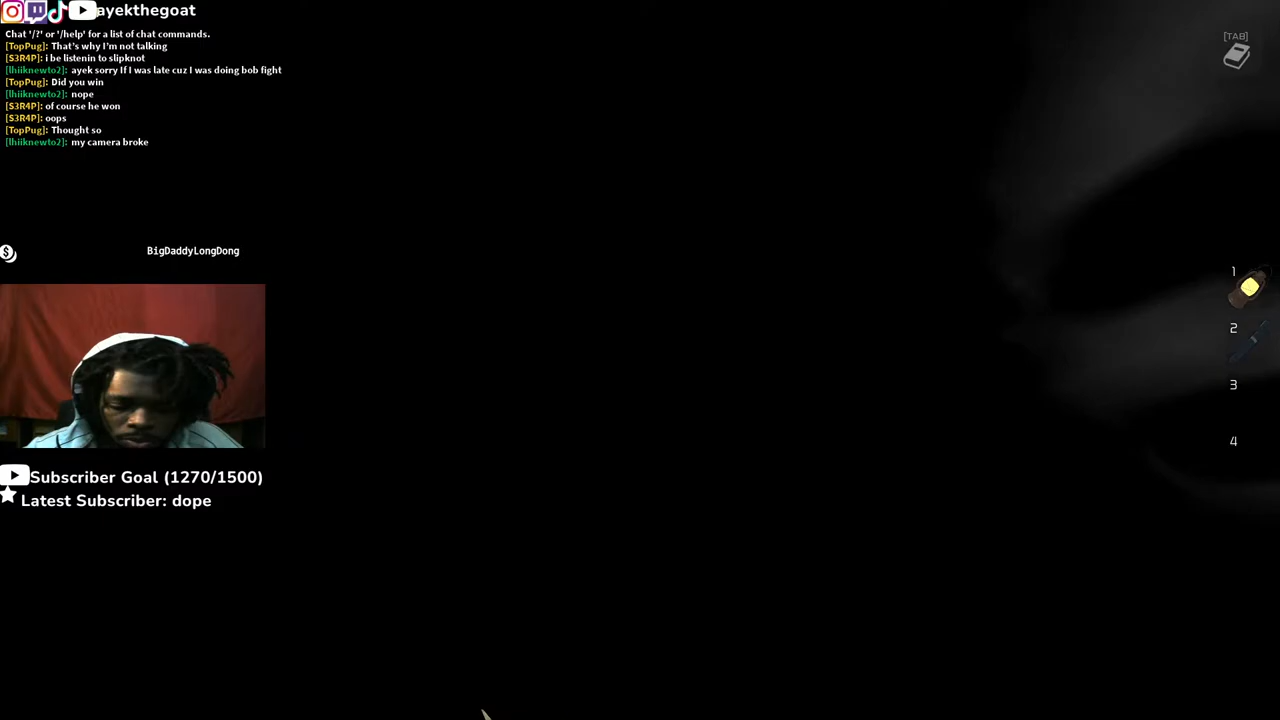 ayekthegoat
Chat '/?' or '/help' for a list of chat commands.
[TopPug]: That's why I'm not talking
[S3R4P]: i be listenin to slipknot
[lhiiknewto2]: ayek sorry If I was late cuz I was doing bob fight
[TopPug]: Did you win
[lhiiknewto2]: nope
[S3R4P]: of course he won
[S3R4P]: oops
[TopPug]: Thought so
[lhiiknewto2]: my camera broke
[TAB]
BigDaddyLongDong
1
2
3
4
Subscriber Goal (1270/1500)
Latest Subscriber: dope